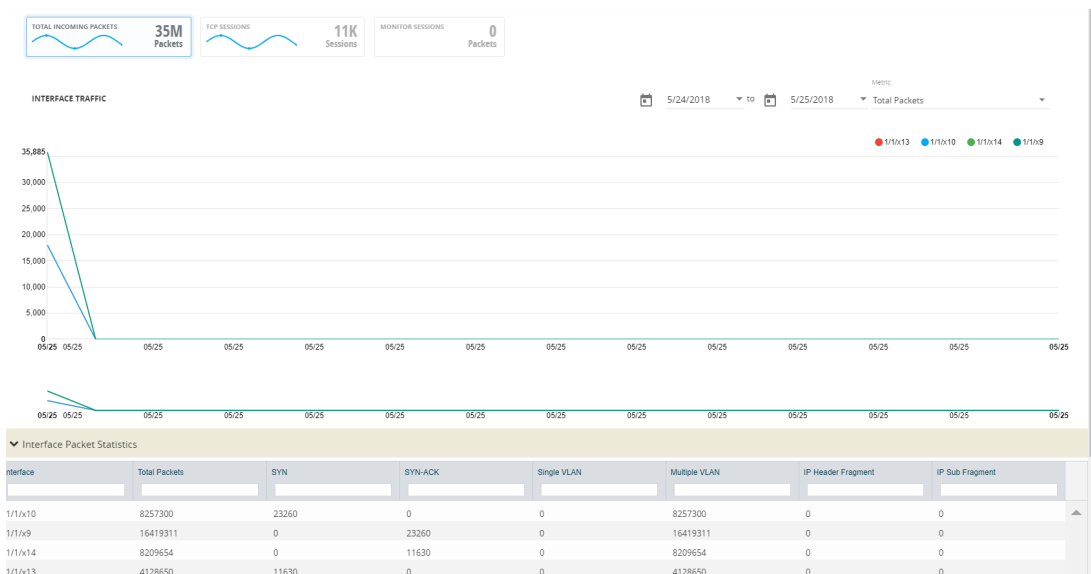 TOTAL INCOMING PACKETS 35M Packets
TCP SESSIONS 11K Sessions
MONITOR SESSIONS 0 Packets
Metric
INTERFACE TRAFFIC 5/24/2018 to 5/25/2018 Total Packets
1/1/x13 1/1/x10 1/1/x14 1/1/x9
35,885
30,000
25,000
20,000
15,000
10,000
5,000
0
05/25 05/25 05/25 05/25 05/25 05/25 05/25 05/25 05/25 05/25 05/25 05/25 05/25 05/25
05/25 05/25 05/25 05/25 05/25 05/25 05/25 05/25 05/25 05/25 05/25 05/25 05/25 05/25
Interface Packet Statistics
nterface Total Packets SYN SYN-ACK Single VLAN Multiple VLAN IP Header Fragment IP Sub Fragment
1/1/x10 8257300 23260 0 0 8257300 0 0
1/1/x9 16419311 0 23260 0 16419311 0 0
1/1/x14 8209654 0 11630 0 8209654 0 0
1/1/x13 4128650 11630 0 0 4128650 0 0